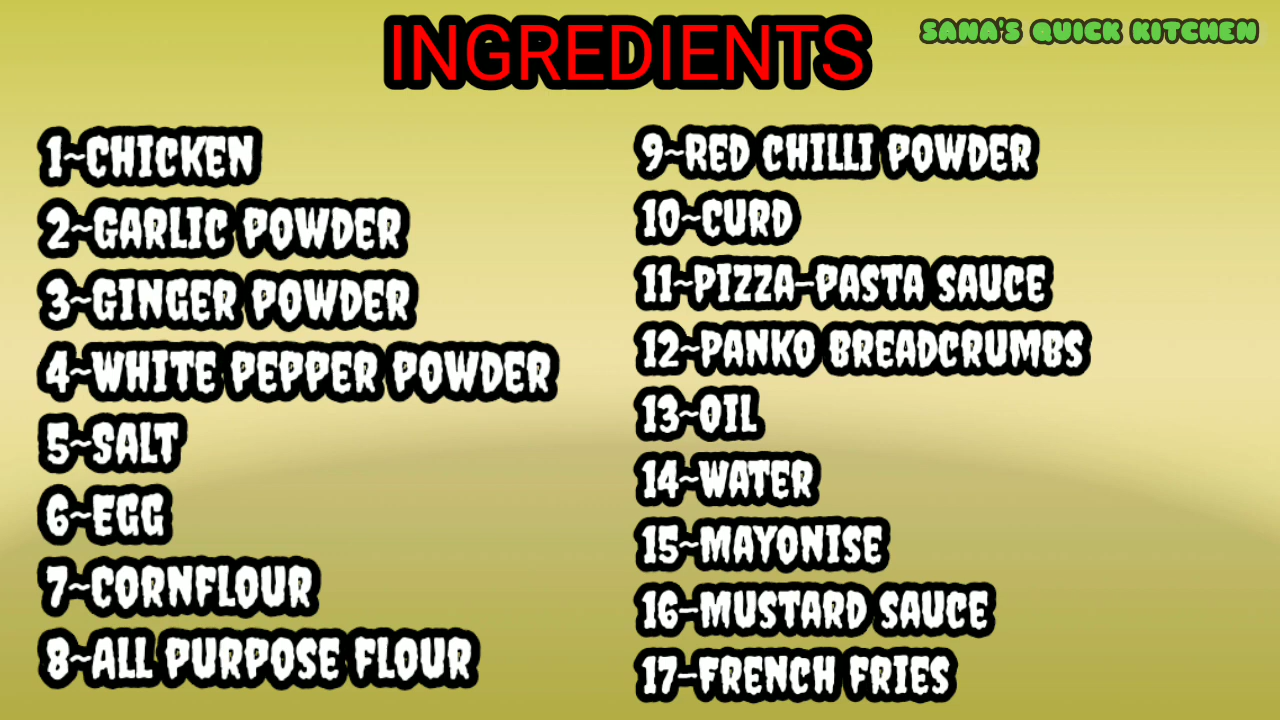 INGREDIENTS
SANA'S QUICK KITCHEN
1~CHICKEN
2~GARLIC POWDER
3~GINGER POWDER
4~WHITE PEPPER POWDER
5~SALT
6~EGG
7~CORNFLOUR
8~ALL PURPOSE FLOUR
9~RED CHILLI POWDER
10~CURD
11~PIZZA-PASTA SAUCE
12~PANKO BREADCRUMBS
13~OIL
14~WATER
15~MAYONISE
16-MUSTARD SAUCE
17-FRENCH FRIES